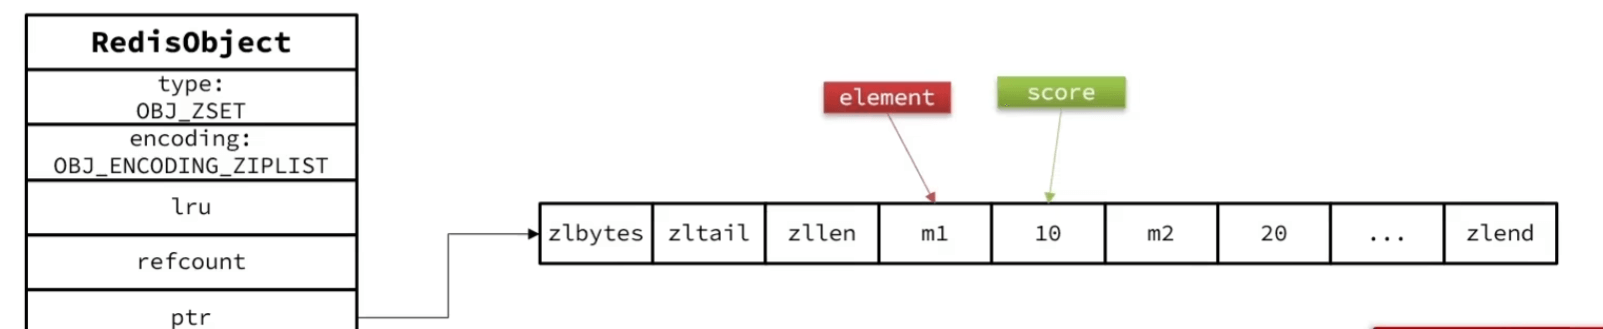 RedisObject
type:
OBJ_ZSET
encoding:
OBJ_ENCODING_ZIPLIST
lru
refcount
ptr
element
score
zlbytes
zltail
zllen
m1
10
m2
20
...
zlend